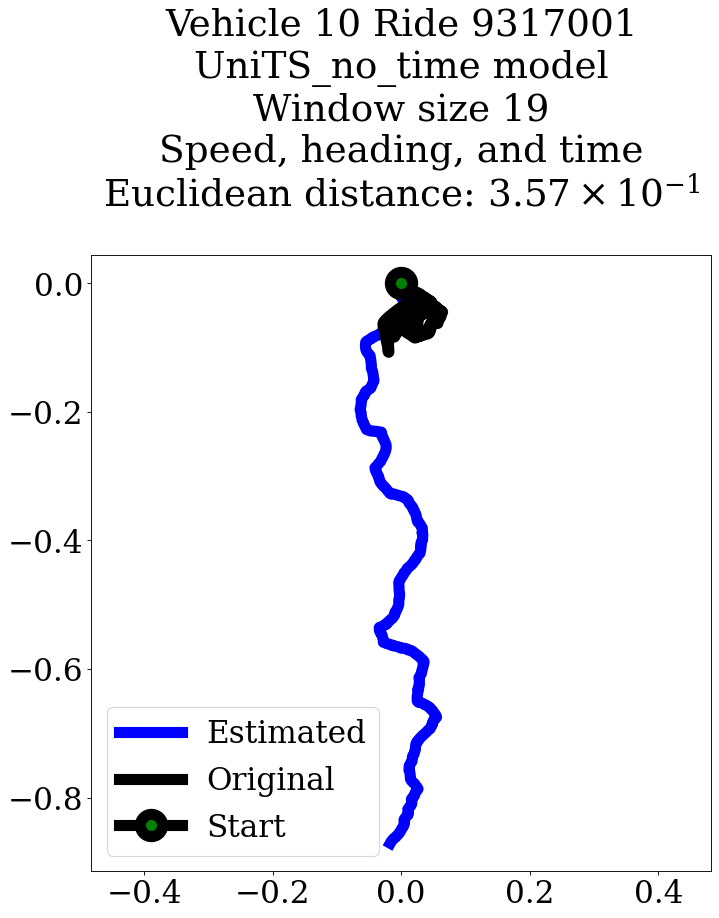 Vehicle 10 Ride 9317001
UniTS_no_time model
Window size 19
Speed, heading, and time
Euclidean distance: 3.57 × 10⁻¹
0.0
−0.2
−0.4
−0.6
−0.8
Estimated
Original
Start
−0.4 −0.2 0.0 0.2 0.4